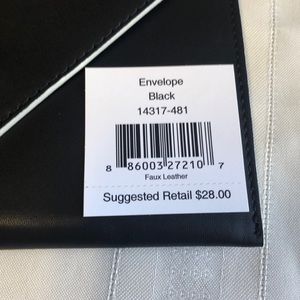 Envelope
Black
14317-481
8 86003 27210 7
Faux Leather
Suggested Retail $28.00